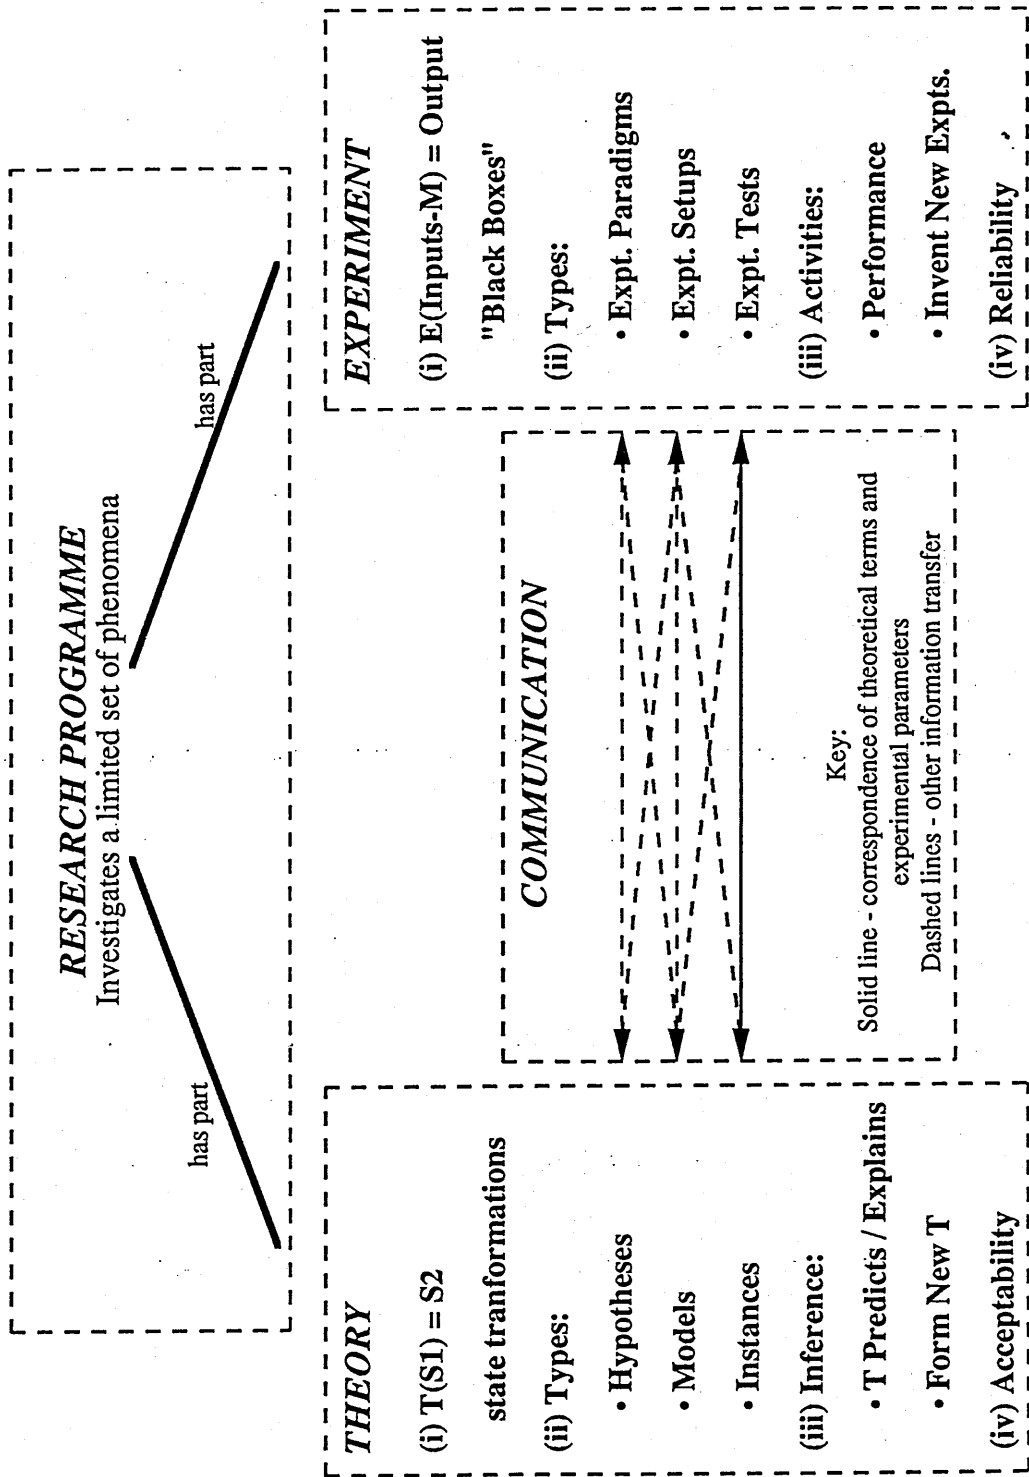 RESEARCH PROGRAMME
Investigates a limited set of phenomena
has part
has part
THEORY
(i) T(S1) = S2
state tranformations
(ii) Types:
• Hypotheses
• Models
• Instances
(iii) Inference:
• T Predicts / Explains
• Form New T
(iv) Acceptability
COMMUNICATION
Key:
Solid line - correspondence of theoretical terms and
experimental parameters
Dashed lines - other information transfer
EXPERIMENT
(i) E(Inputs-M) = Output
"Black Boxes"
(ii) Types:
• Expt. Paradigms
• Expt. Setups
• Expt. Tests
(iii) Activities:
• Performance
• Invent New Expts.
(iv) Reliability